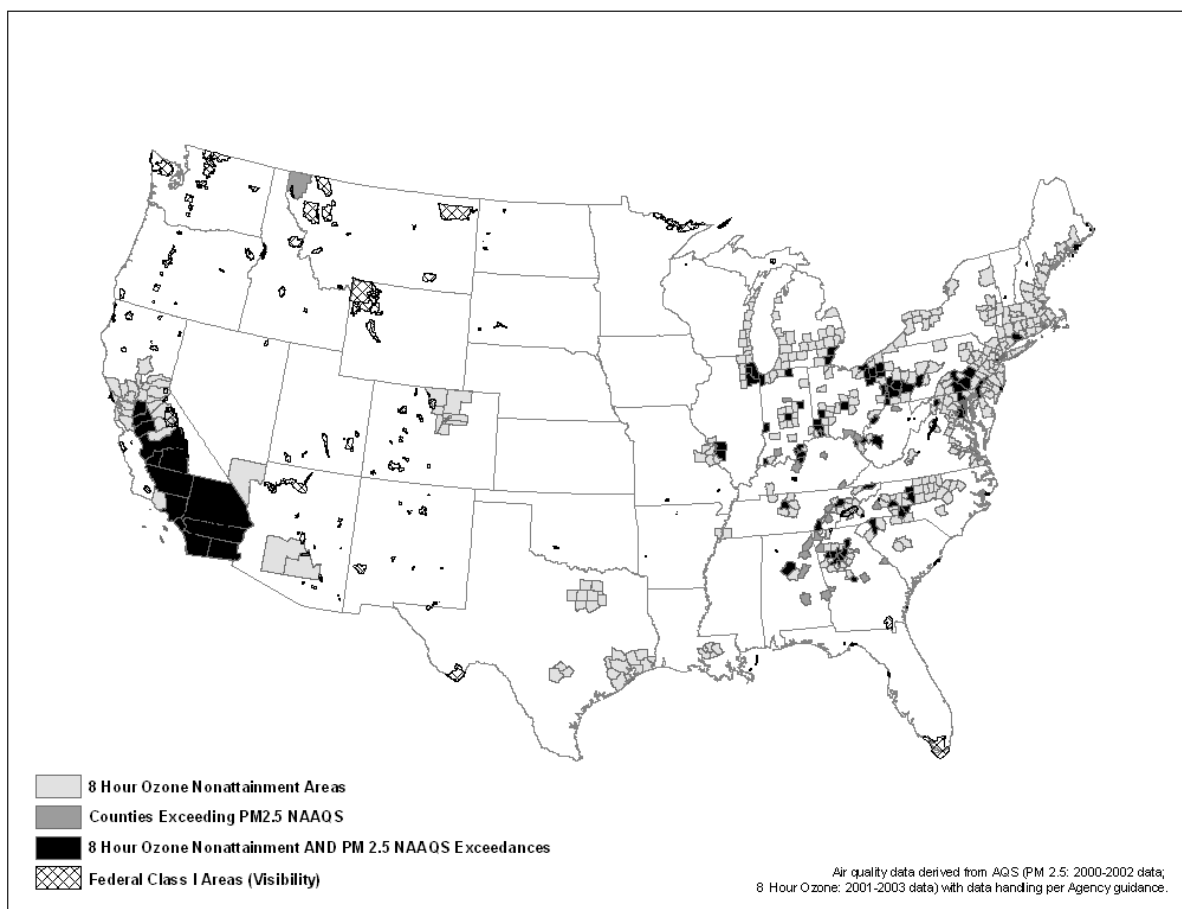 8 Hour Ozone Nonattainment Areas
Counties Exceeding PM2.5 NAAQS
8 Hour Ozone Nonattainment AND PM 2.5 NAAQS Exceedances
Federal Class I Areas (Visibility)
Air quality data derived from AQS (PM 2.5: 2000-2002 data;
8 Hour Ozone: 2001-2003 data) with data handling per Agency guidance.